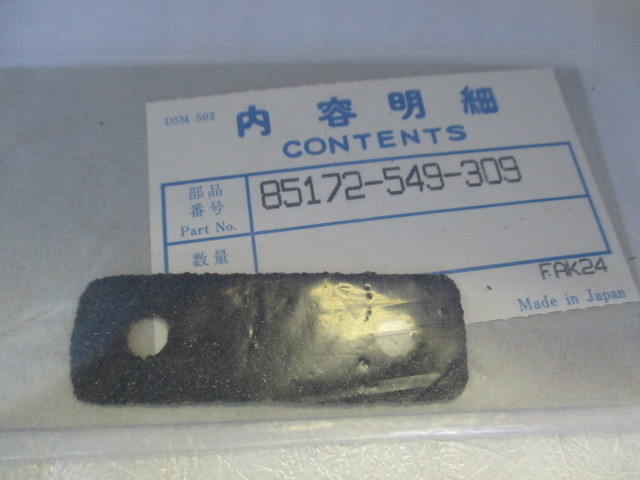 DSM 502
内容明細
CONTENTS
部品
番号
Part No.
85172-549-309
数量
FAK24
Made in Japan